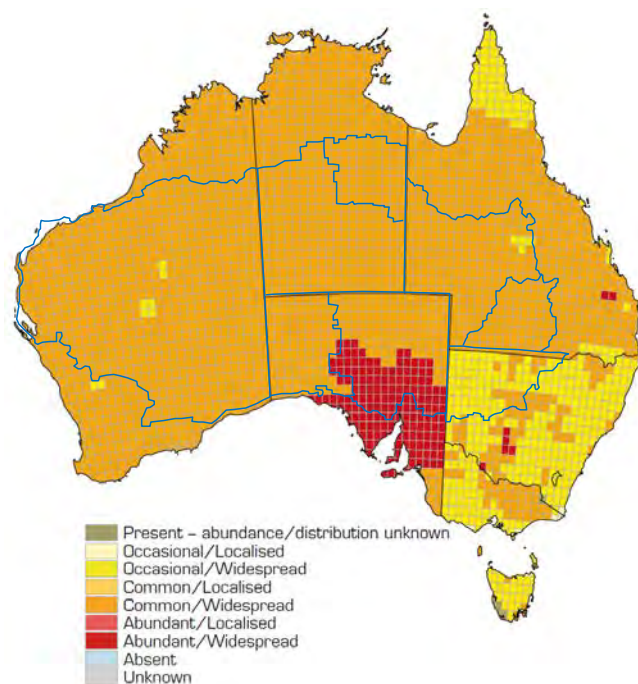 Present – abundance/distribution unknown
Occasional/Localised
Occasional/Widespread
Common/Localised
Common/Widespread
Abundant/Localised
Abundant/Widespread
Absent
Unknown